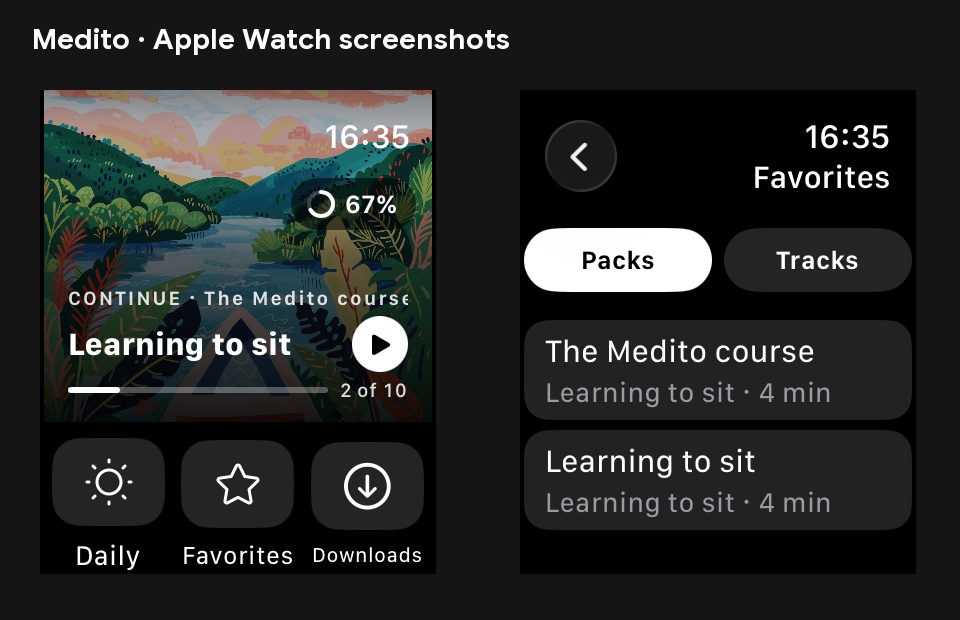 Medito · Apple Watch screenshots
16:35
67%
CONTINUE · The Medito course
Learning to sit
2 of 10
Daily
Favorites
Downloads
16:35
Favorites
Packs
Tracks
The Medito course
Learning to sit · 4 min
Learning to sit
Learning to sit · 4 min